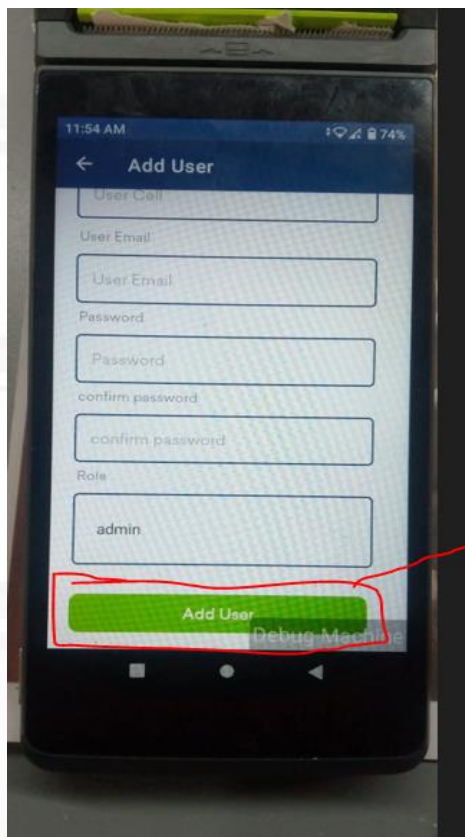 11:54 AM 74%
Add User
User Cell
User Email
User Email
Password
Password
confirm password
confirm password
Role
admin
Add User
Debug Machine